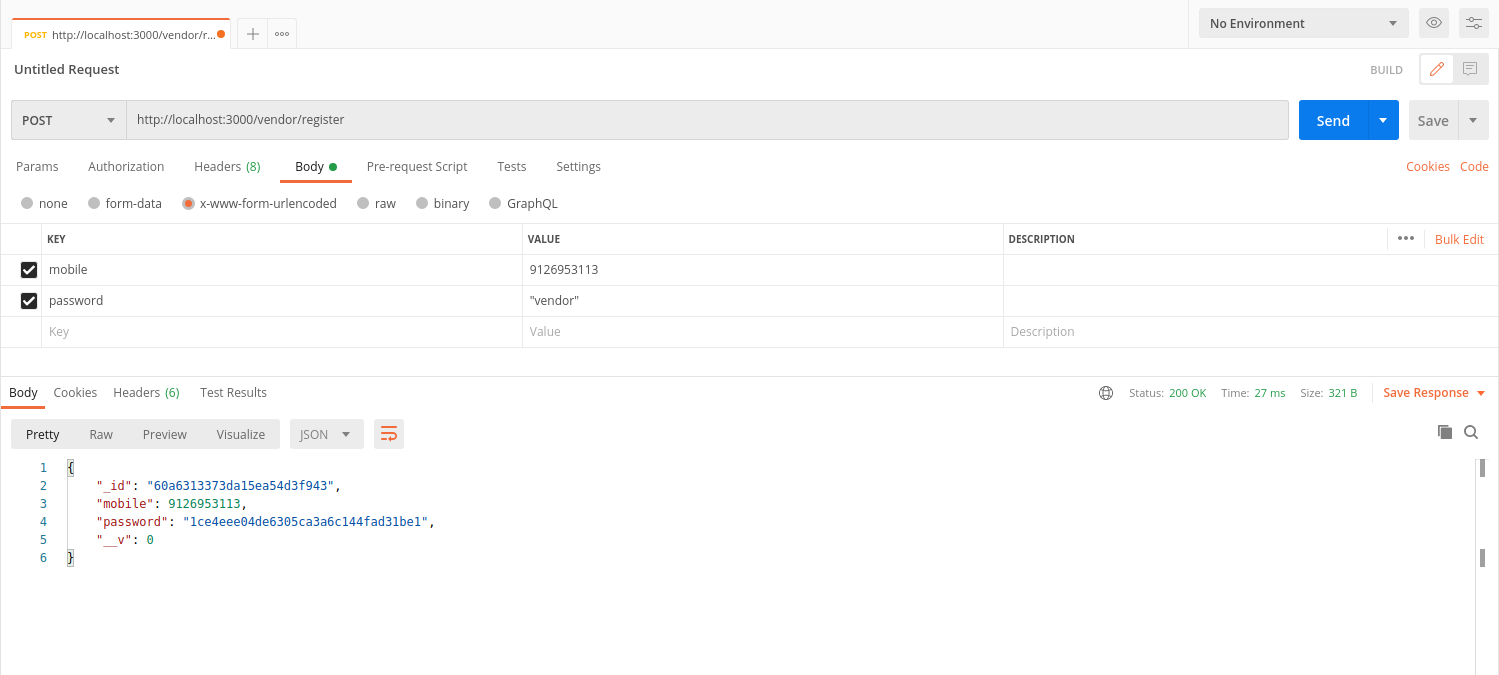 POST http://localhost:3000/vendor/r...
No Environment
Untitled Request
BUILD
POST http://localhost:3000/vendor/register
Send Save
Params Authorization Headers (8) Body Pre-request Script Tests Settings Cookies Code
none form-data x-www-form-urlencoded raw binary GraphQL
KEY VALUE DESCRIPTION ••• Bulk Edit
mobile 9126953113
password "vendor"
Key Value Description
Body Cookies Headers (6) Test Results Status: 200 OK Time: 27 ms Size: 321 B Save Response
Pretty Raw Preview Visualize JSON
1 {
2 "_id": "60a6313373da15ea54d3f943",
3 "mobile": 9126953113,
4 "password": "1ce4eee04de6305ca3a6c144fad31be1",
5 "__v": 0
6 }